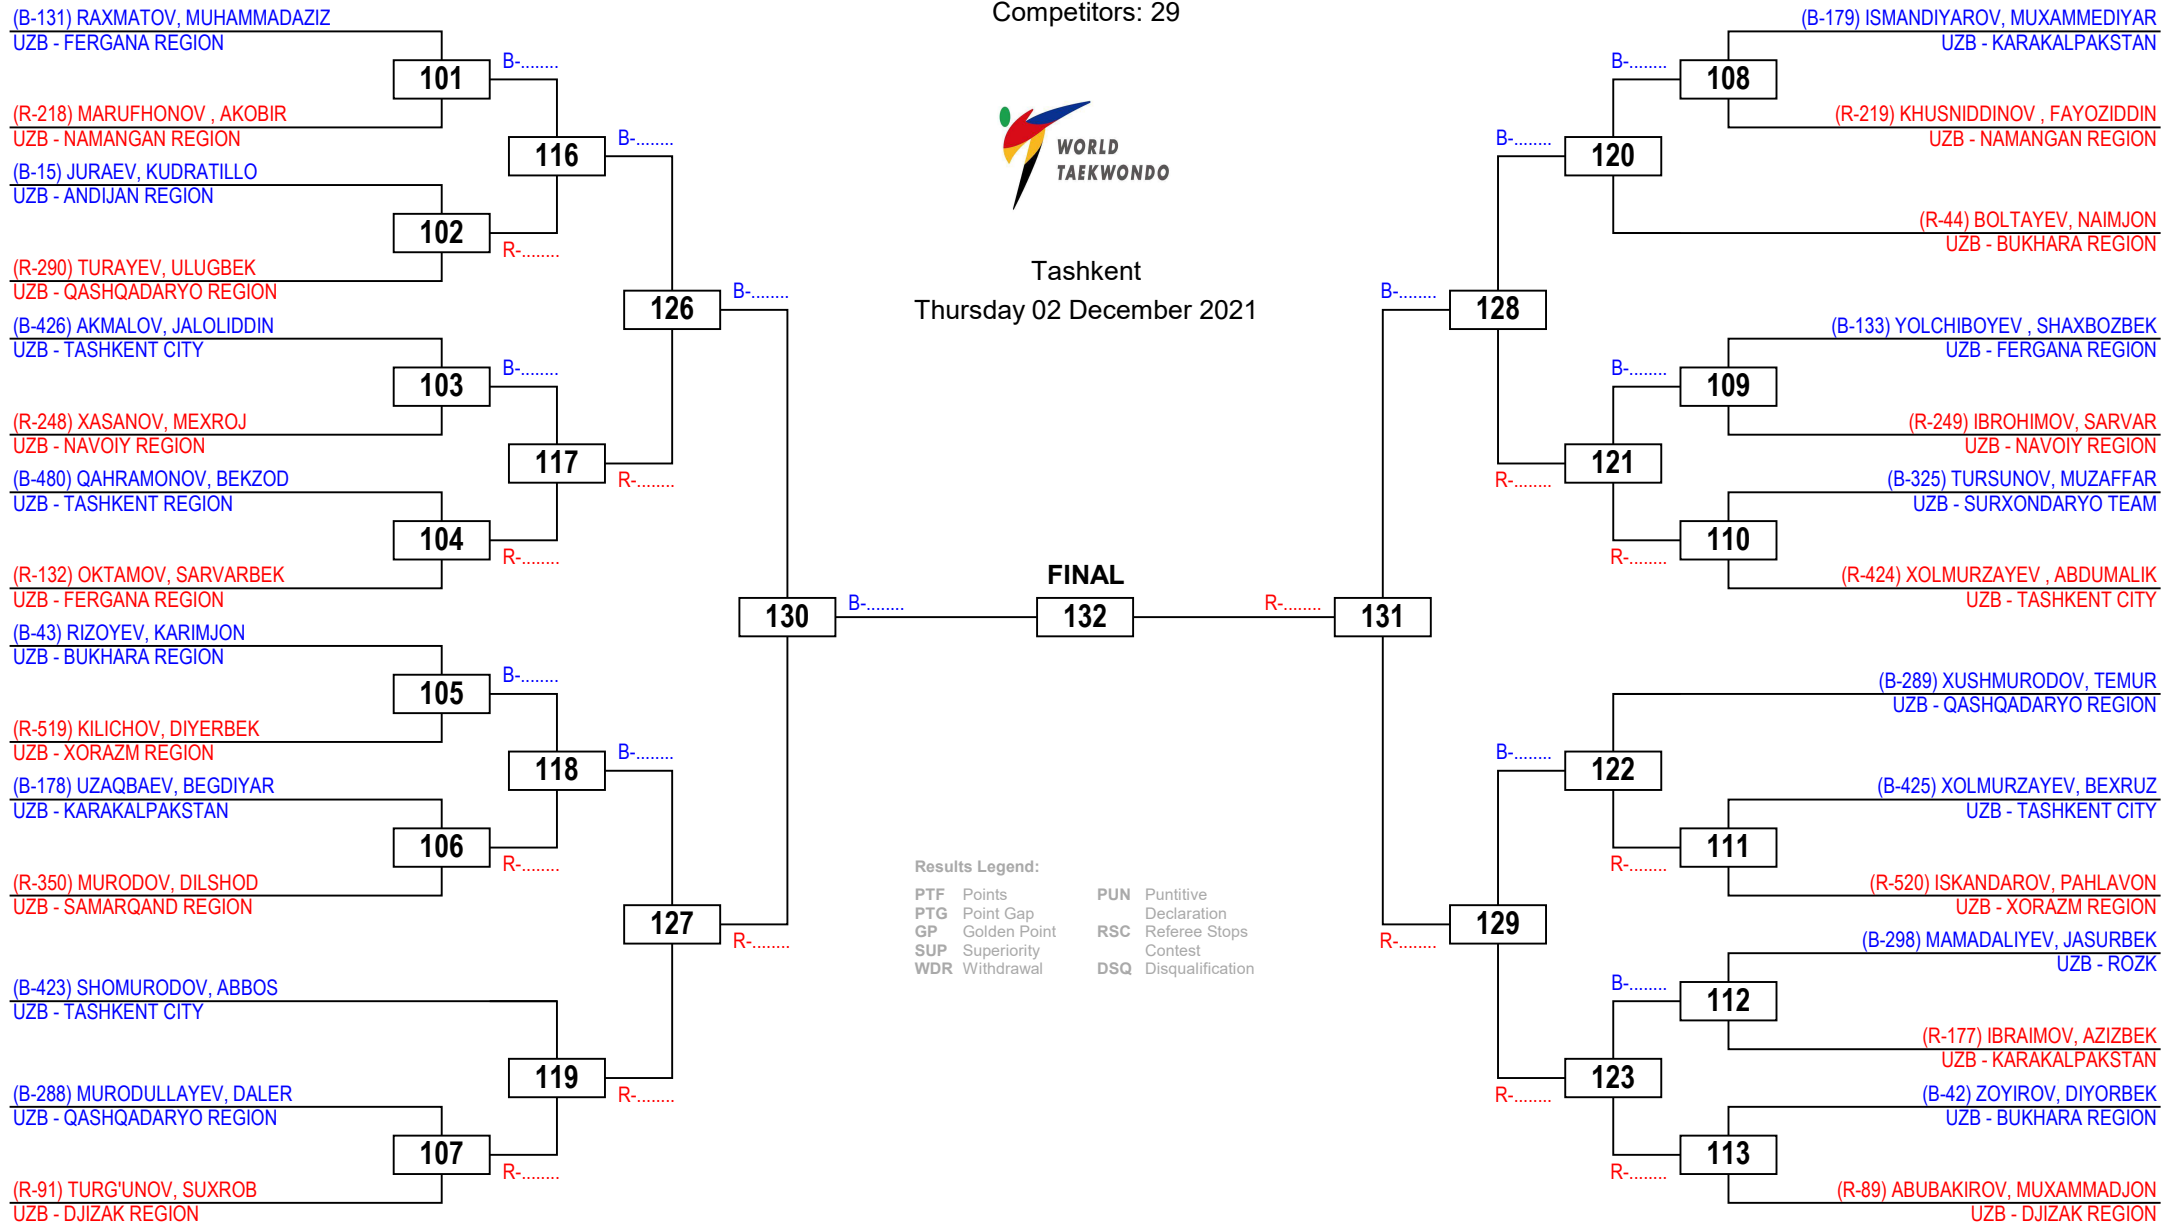 Competitors: 29
(B-131) RAXMATOV, MUHAMMADAZIZ
UZB - FERGANA REGION
101
B-........
(R-218) MARUFHONOV , AKOBIR
UZB - NAMANGAN REGION
116
B-........
(B-15) JURAEV, KUDRATILLO
UZB - ANDIJAN REGION
102
R-........
(R-290) TURAYEV, ULUGBEK
UZB - QASHQADARYO REGION
126
B-........
(B-426) AKMALOV, JALOLIDDIN
UZB - TASHKENT CITY
103
B-........
(R-248) XASANOV, MEXROJ
UZB - NAVOIY REGION
117
R-........
(B-480) QAHRAMONOV, BEKZOD
UZB - TASHKENT REGION
104
R-........
(R-132) OKTAMOV, SARVARBEK
UZB - FERGANA REGION
130
B-........
(B-43) RIZOYEV, KARIMJON
UZB - BUKHARA REGION
105
B-........
(R-519) KILICHOV, DIYERBEK
UZB - XORAZM REGION
118
B-........
(B-178) UZAQBAEV, BEGDIYAR
UZB - KARAKALPAKSTAN
106
R-........
(R-350) MURODOV, DILSHOD
UZB - SAMARQAND REGION
127
R-........
(B-423) SHOMURODOV, ABBOS
UZB - TASHKENT CITY
119
R-........
(B-288) MURODULLAYEV, DALER
UZB - QASHQADARYO REGION
107
R-........
(R-91) TURG'UNOV, SUXROB
UZB - DJIZAK REGION
WORLD
TAEKWONDO
Tashkent
Thursday 02 December 2021
FINAL
132
Results Legend:
PTF Points
PTG Point Gap
GP Golden Point
SUP Superiority
WDR Withdrawal
PUN Puntitive
Declaration
RSC Referee Stops
Contest
DSQ Disqualification
(B-179) ISMANDIYAROV, MUXAMMEDIYAR
UZB - KARAKALPAKSTAN
B-........
108
(R-219) KHUSNIDDINOV , FAYOZIDDIN
UZB - NAMANGAN REGION
B-........
120
(R-44) BOLTAYEV, NAIMJON
UZB - BUKHARA REGION
B-........
128
(B-133) YOLCHIBOYEV , SHAXBOZBEK
UZB - FERGANA REGION
B-........
109
(R-249) IBROHIMOV, SARVAR
UZB - NAVOIY REGION
R-........
121
(B-325) TURSUNOV, MUZAFFAR
UZB - SURXONDARYO TEAM
R-........
110
(R-424) XOLMURZAYEV , ABDUMALIK
UZB - TASHKENT CITY
R-........
131
(B-289) XUSHMURODOV, TEMUR
UZB - QASHQADARYO REGION
B-........
122
(B-425) XOLMURZAYEV, BEXRUZ
UZB - TASHKENT CITY
R-........
111
(R-520) ISKANDAROV, PAHLAVON
UZB - XORAZM REGION
R-........
129
(B-298) MAMADALIYEV, JASURBEK
UZB - ROZK
B-........
112
(R-177) IBRAIMOV, AZIZBEK
UZB - KARAKALPAKSTAN
R-........
123
(B-42) ZOYIROV, DIYORBEK
UZB - BUKHARA REGION
R-........
113
(R-89) ABUBAKIROV, MUXAMMADJON
UZB - DJIZAK REGION